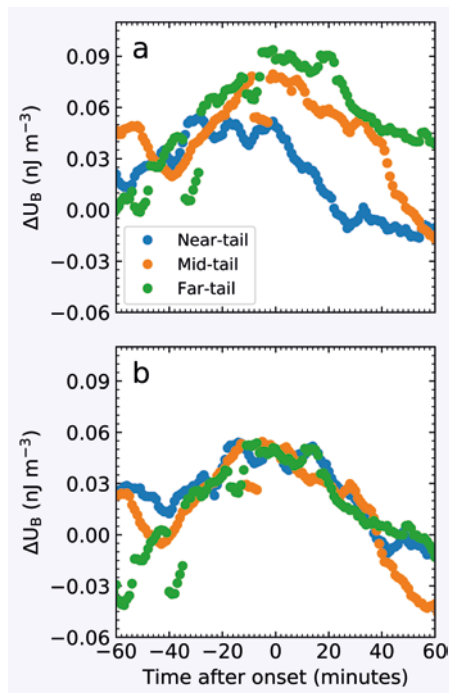 a
0.09
0.06
0.03
0.00
−0.03
−0.06
ΔU_B (nJ m⁻³)
Near-tail
Mid-tail
Far-tail
b
0.09
0.06
0.03
0.00
−0.03
−0.06
ΔU_B (nJ m⁻³)
−60 −40 −20 0 20 40 60
Time after onset (minutes)